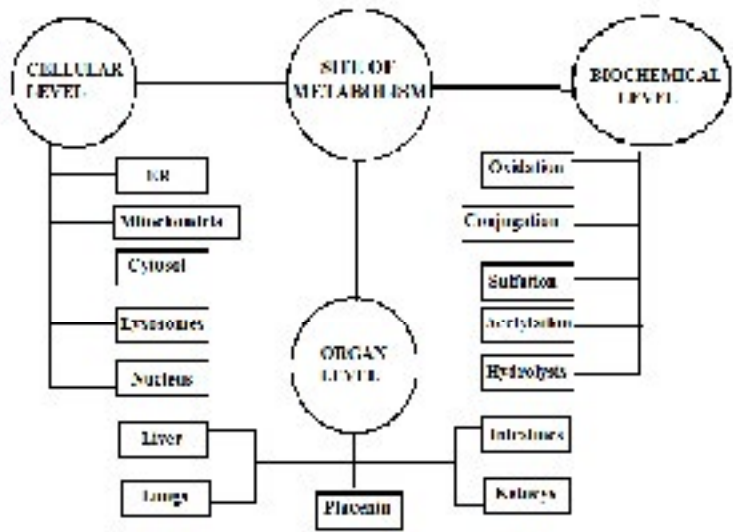 CELLULAR
LEVEL
SITE OF
METABOLISM
BIOCHEMICAL
LEVEL
ER
Mitochondria
Cytosol
Lysosomes
Nucleus
Oxidation
Conjugation
Sulfation
Acetylation
Hydrolysis
ORGAN
LEVEL
Liver
Lungs
Placenta
Intestines
Kidneys